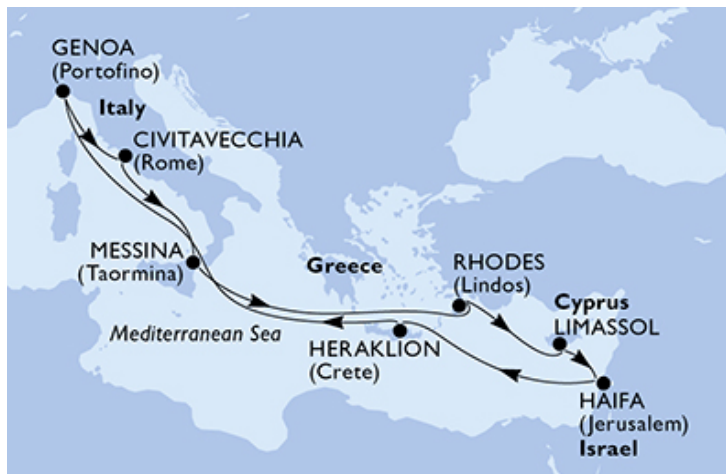 GENOA
(Portofino)
Italy
CIVITAVECCHIA
(Rome)
MESSINA
(Taormina)
Greece
RHODES
(Lindos)
Cyprus
LIMASSOL
Mediterranean Sea
HERAKLION
(Crete)
HAIFA
(Jerusalem)
Israel